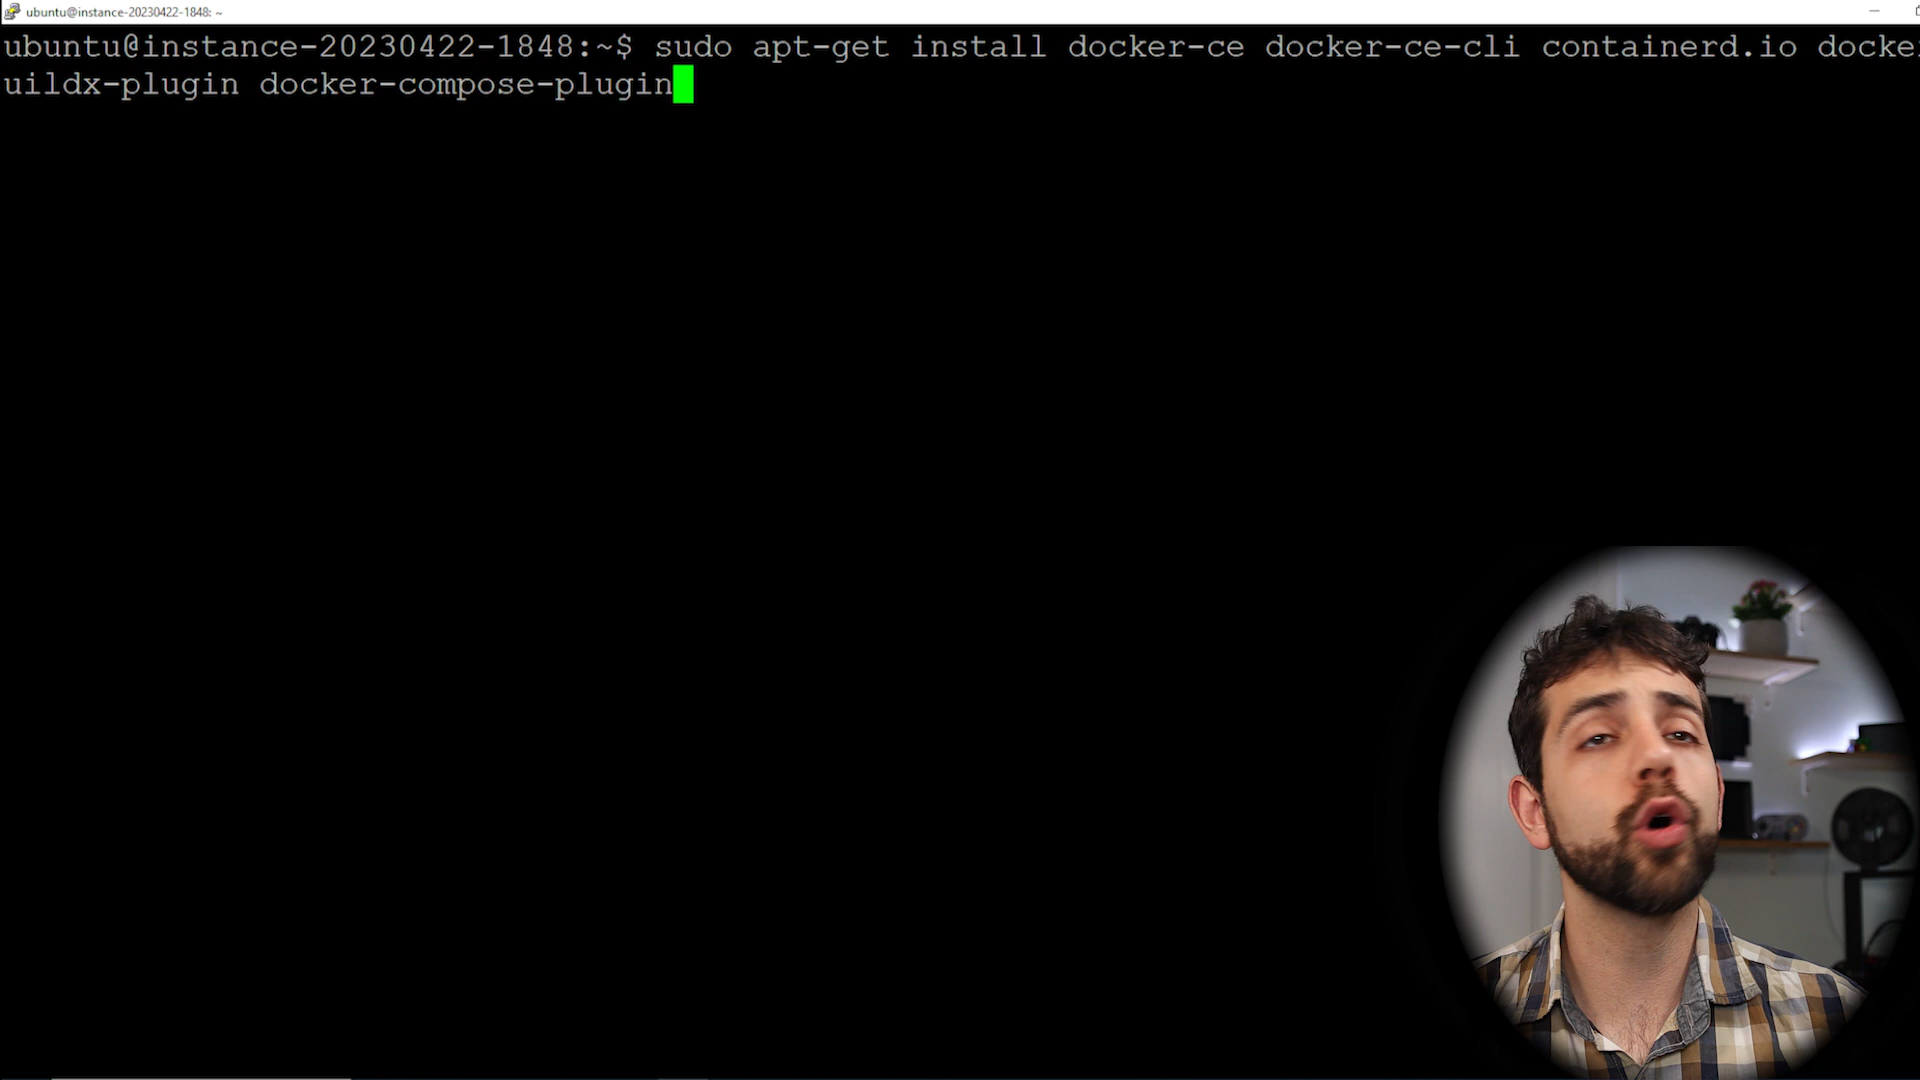 ubuntu@instance-20230422-1848: ~
ubuntu@instance-20230422-1848:~$ sudo apt-get install docker-ce docker-ce-cli containerd.io docke
uildx-plugin docker-compose-plugin